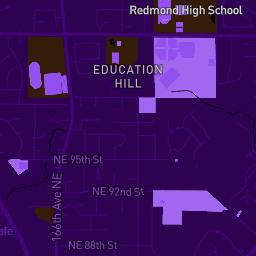 Redmond High School
EDUCATION
HILL
NE 95th St
166th Ave NE
NE 92nd St
NE 88th St